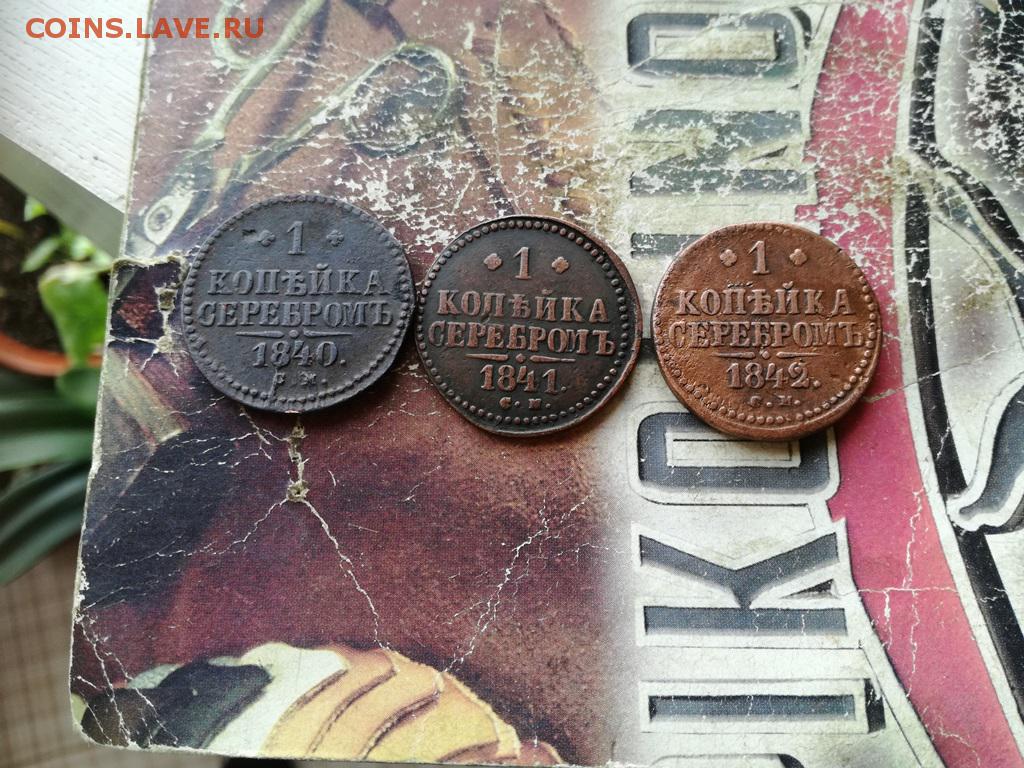 COINS.LAVE.RU
1
КОПѢЙКА
СЕРЕБРОМЪ
1840.
С.М.
1
КОПѢЙКА
СЕРЕБРОМЪ
1841.
С.М.
1
КОПѢЙКА
СЕРЕБРОМЪ
1842.
С.М.